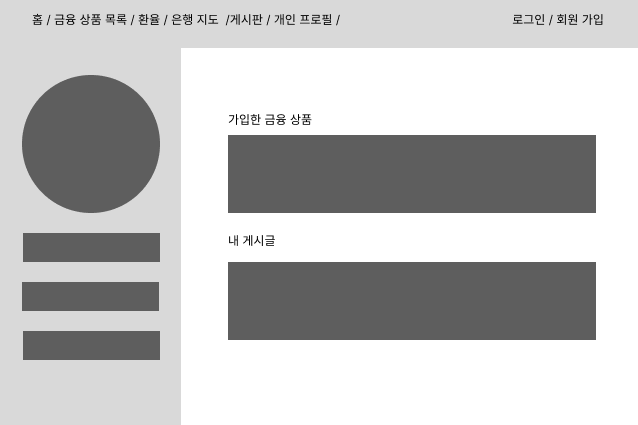 홈 / 금융 상품 목록 / 환율 / 은행 지도  /게시판 / 개인 프로필 /
로그인 / 회원 가입
가입한 금융 상품
내 게시글